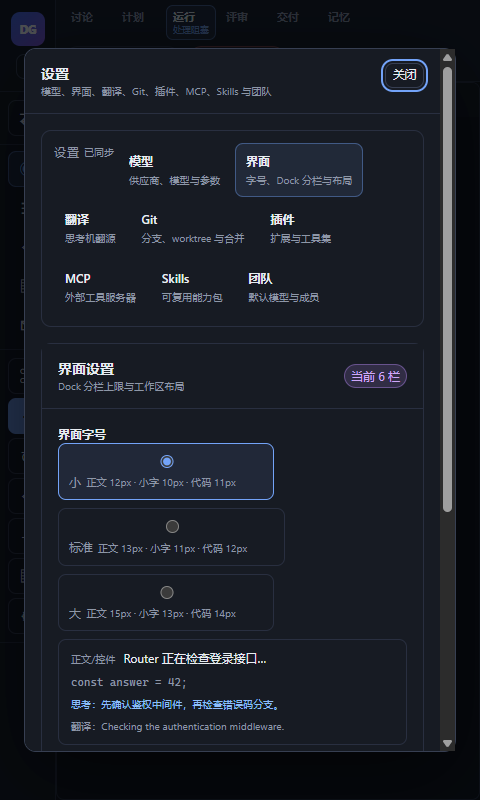 DG
讨论
计划
运行
评审
交付
记忆
处理阻塞
设置
模型、界面、翻译、Git、插件、MCP、Skills 与团队
关闭
设置 已同步
模型
供应商、模型与参数
界面
字号、Dock 分栏与布局
翻译
思考机翻源
Git
分支、worktree 与合并
插件
扩展与工具集
MCP
外部工具服务器
Skills
可复用能力包
团队
默认模型与成员
界面设置
Dock 分栏上限与工作区布局
当前 6 栏
界面字号
小 正文 12px · 小字 10px · 代码 11px
标准 正文 13px · 小字 11px · 代码 12px
大 正文 15px · 小字 13px · 代码 14px
正文/控件 Router 正在检查登录接口...
const answer = 42;
思考：先确认鉴权中间件，再检查错误码分支。
翻译：Checking the authentication middleware.